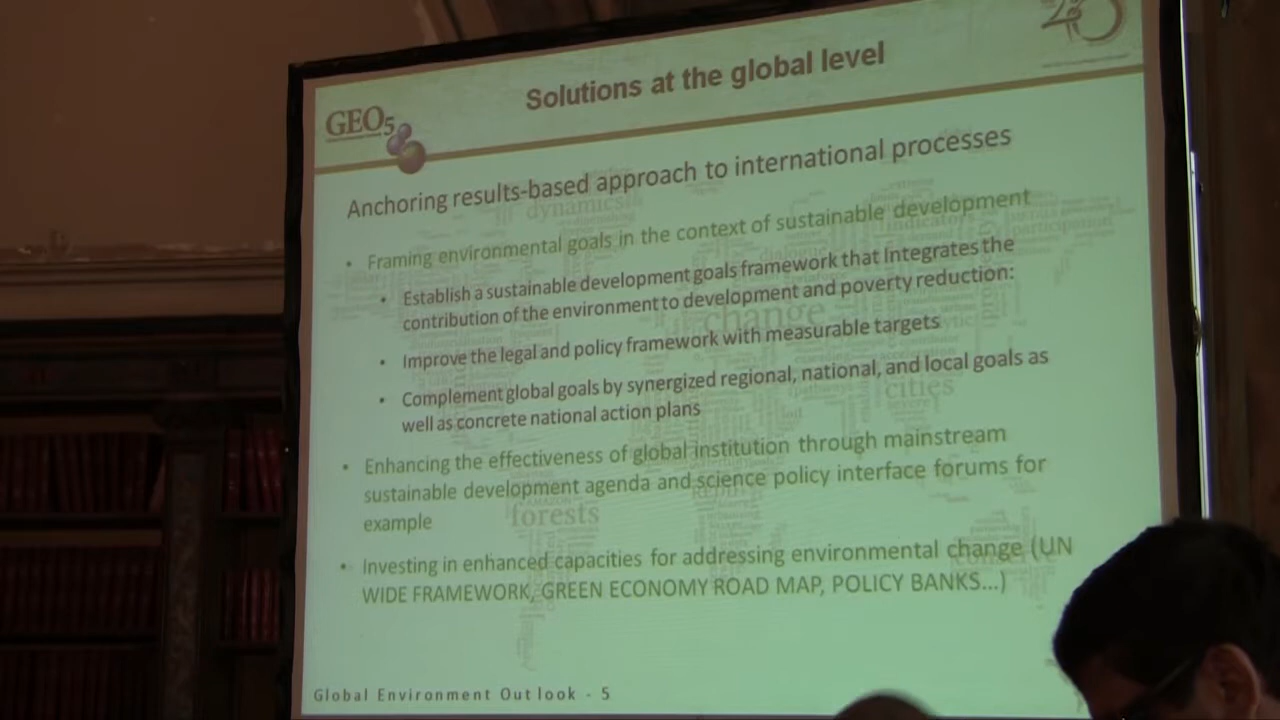 Solutions at the global level
GEO5
Anchoring results-based approach to international processes
• Framing environmental goals in the context of sustainable development
• Establish a sustainable development goals framework that Integrates the
contribution of the environment to development and poverty reduction:
• Improve the legal and policy framework with measurable targets
• Complement global goals by synergized regional, national, and local goals as
well as concrete national action plans
• Enhancing the effectiveness of global institution through mainstream
sustainable development agenda and science policy interface forums for
example
• Investing in enhanced capacities for addressing environmental change (UN
WIDE FRAMEWORK, GREEN ECONOMY ROAD MAP, POLICY BANKS...)
dynamics
change
cities
forests
Global Environment Outlook - 5